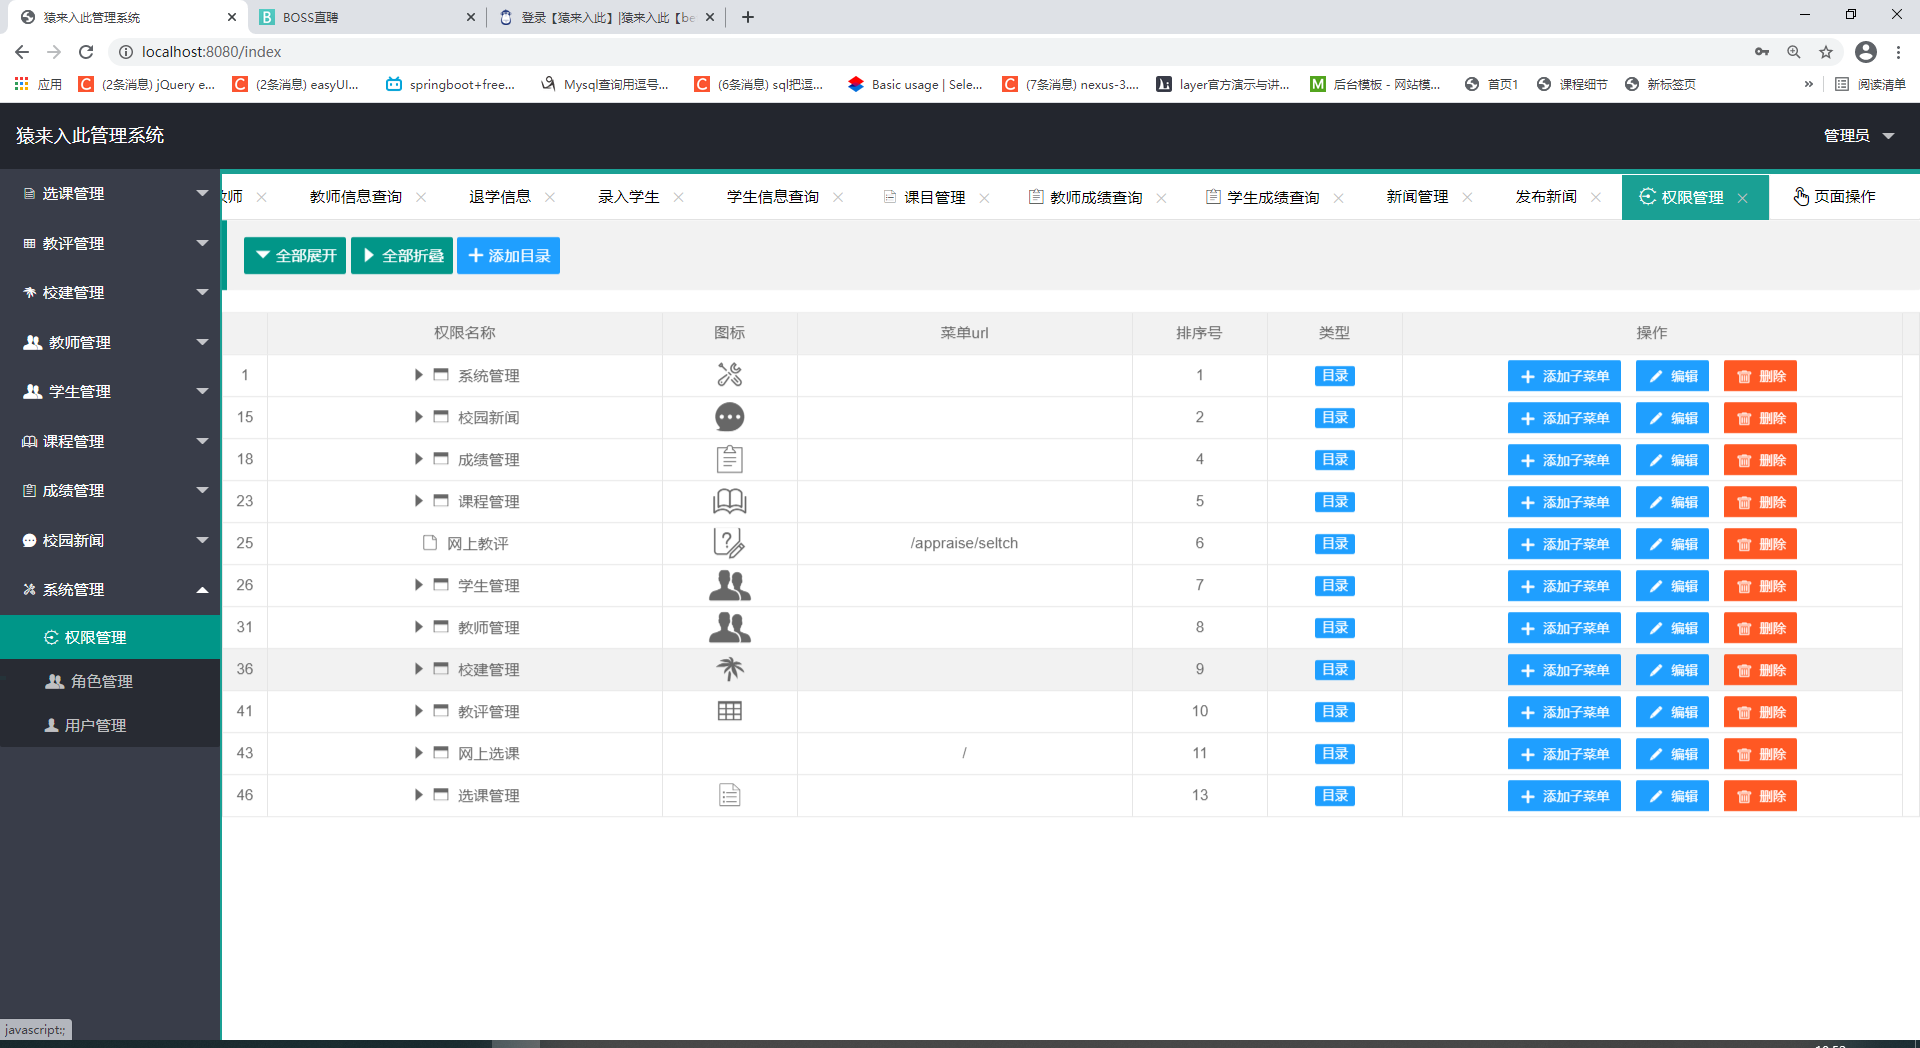 猿来入此管理系统
BOSS直聘
登录【猿来入此】|猿来入此【be
localhost:8080/index
应用
(2条消息) jQuery e...
(2条消息) easyUI...
springboot+free...
Mysql查询用逗号...
(6条消息) sql把逗...
Basic usage | Sele...
(7条消息) nexus-3....
layer官方演示与讲...
后台模板 - 网站模...
首页1
课程细节
新标签页
»
阅读清单
猿来入此管理系统
管理员
选课管理
教评管理
校建管理
教师管理
学生管理
课程管理
成绩管理
校园新闻
系统管理
权限管理
角色管理
用户管理
教师
教师信息查询
退学信息
录入学生
学生信息查询
课目管理
教师成绩查询
学生成绩查询
新闻管理
发布新闻
权限管理
页面操作
全部展开
全部折叠
添加目录
权限名称 图标 菜单url 排序号 类型 操作
1 系统管理 1 目录 添加子菜单 编辑 删除
15 校园新闻 2 目录 添加子菜单 编辑 删除
18 成绩管理 4 目录 添加子菜单 编辑 删除
23 课程管理 5 目录 添加子菜单 编辑 删除
25 网上教评 /appraise/seltch 6 目录 添加子菜单 编辑 删除
26 学生管理 7 目录 添加子菜单 编辑 删除
31 教师管理 8 目录 添加子菜单 编辑 删除
36 校建管理 9 目录 添加子菜单 编辑 删除
41 教评管理 10 目录 添加子菜单 编辑 删除
43 网上选课 / 11 目录 添加子菜单 编辑 删除
46 选课管理 13 目录 添加子菜单 编辑 删除
javascript:;